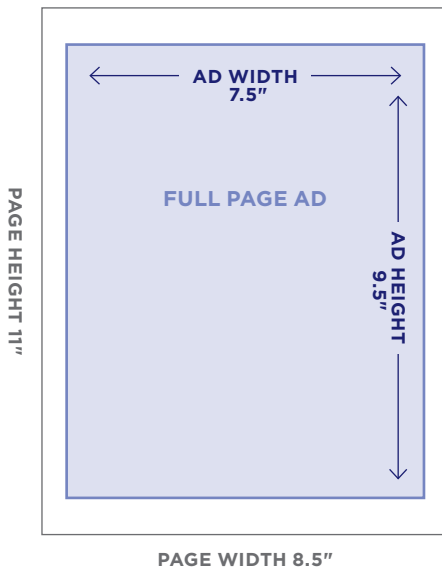 AD WIDTH
7.5"
FULL PAGE AD
AD HEIGHT
9.5"
PAGE HEIGHT 11"
PAGE WIDTH 8.5"